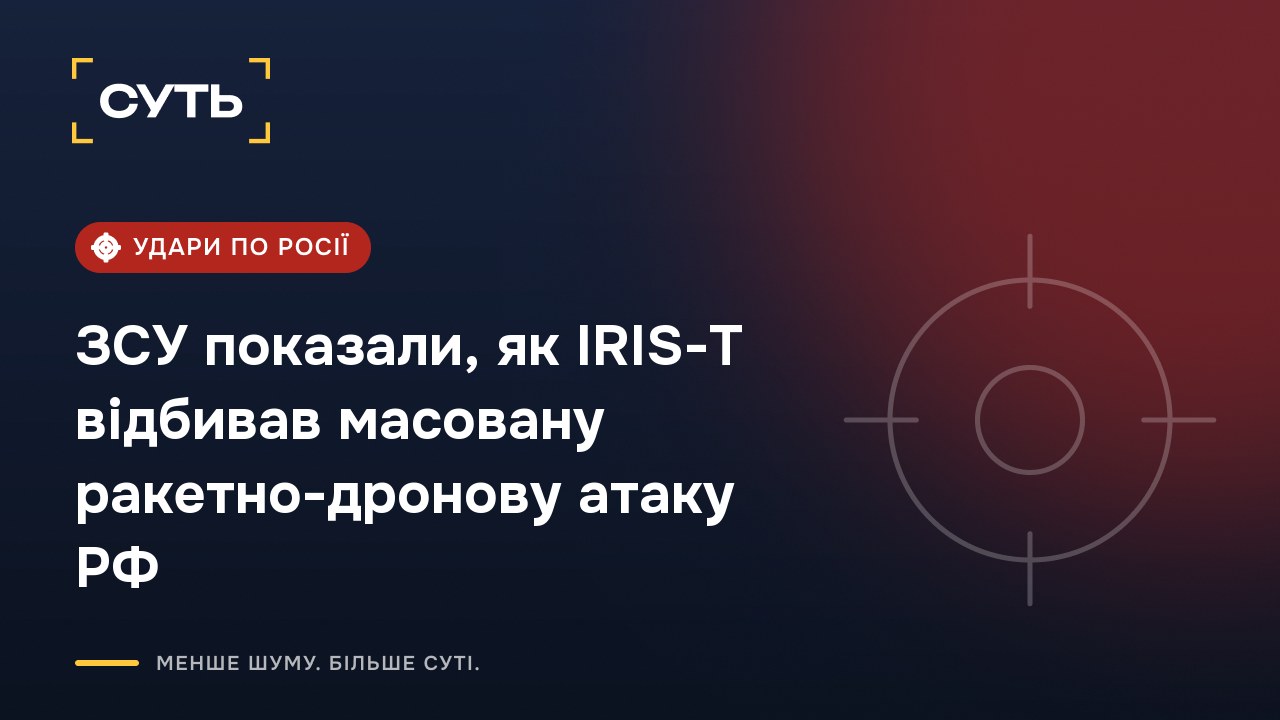 СУТЬ
УДАРИ ПО РОСІЇ
ЗСУ показали, як IRIS-T
відбивав масовану
ракетно-дронову атаку
РФ
МЕНШЕ ШУМУ. БІЛЬШЕ СУТІ.